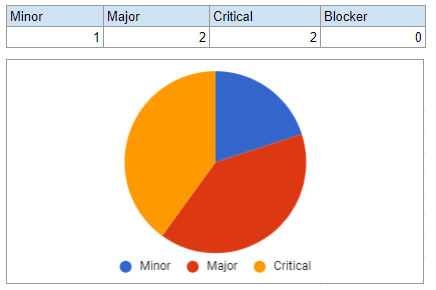 Minor Major Critical Blocker
1 2 2 0
Minor Major Critical